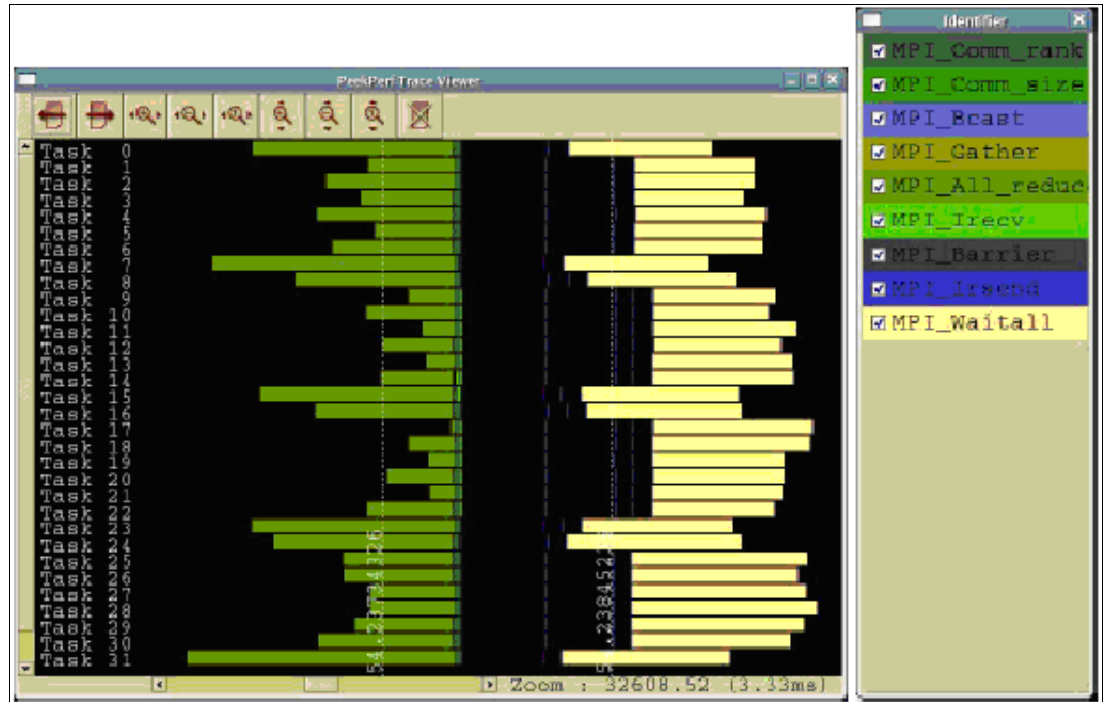 PeekPerf Trace Viewer
Task 0
Task 1
Task 2
Task 3
Task 4
Task 5
Task 6
Task 7
Task 8
Task 9
Task 10
Task 11
Task 12
Task 13
Task 14
Task 15
Task 16
Task 17
Task 18
Task 19
Task 20
Task 21
Task 22
Task 23
Task 24
Task 25
Task 26
Task 27
Task 28
Task 29
Task 30
Task 31
Zoom : 32608.52 (3.33ms)
Identifier
MPI_Comm_rank
MPI_Comm_size
MPI_Bcast
MPI_Gather
MPI_All_reduc
MPI_Irecv
MPI_Barrier
MPI_Irsend
MPI_Waitall